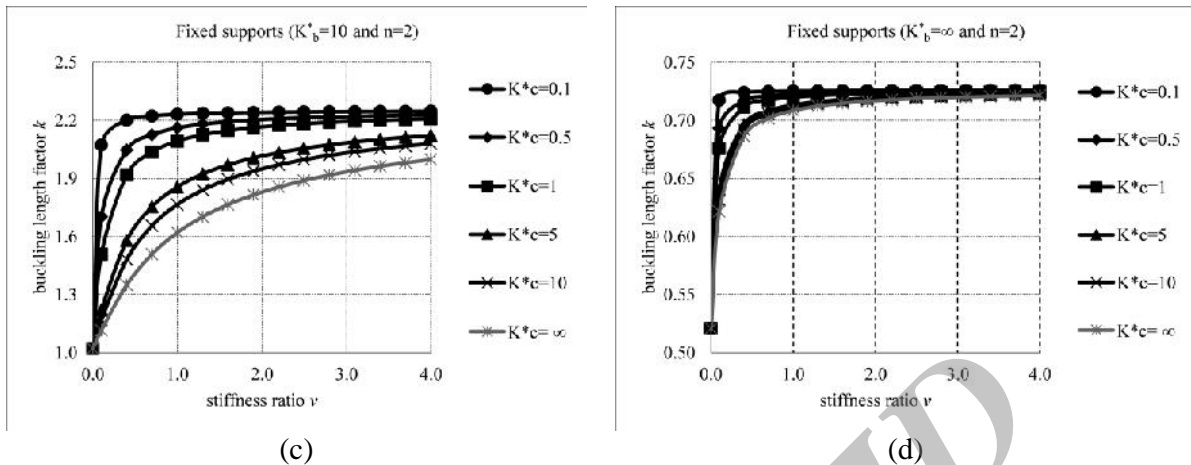 Fixed supports (K*b=10 and n=2)
buckling length factor k
2.5
2.2
1.9
1.6
1.3
1.0
0.0 1.0 2.0 3.0 4.0
stiffness ratio v
K*c=0.1
K*c=0.5
K*c=1
K*c=5
K*c=10
K*c= ∞
(c)
Fixed supports (K*b=∞ and n=2)
buckling length factor k
0.75
0.70
0.65
0.60
0.55
0.50
0.0 1.0 2.0 3.0 4.0
stiffness ratio v
K*c=0.1
K*c=0.5
K*c=1
K*c=5
K*c=10
K*c= ∞
(d)